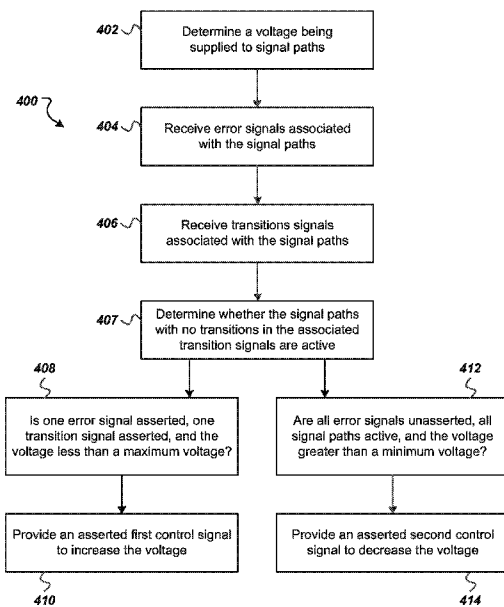 402
Determine a voltage being
supplied to signal paths
400
404
Receive error signals associated
with the signal paths
406
Receive transitions signals
associated with the signal paths
407
Determine whether the signal paths
with no transitions in the associated
transition signals are active
408
Is one error signal asserted, one
transition signal asserted, and the
voltage less than a maximum voltage?
412
Are all error signals unasserted, all
signal paths active, and the voltage
greater than a minimum voltage?
Provide an asserted first control signal
to increase the voltage
410
Provide an asserted second control
signal to decrease the voltage
414